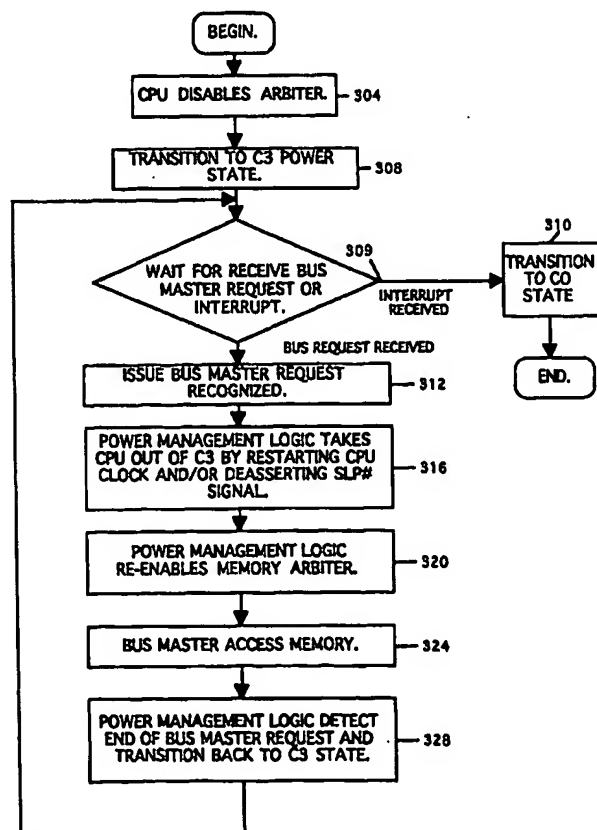 BEGIN.
CPU DISABLES ARBITER.
304
TRANSITION TO C3 POWER
STATE.
308
WAIT FOR RECEIVE BUS
MASTER REQUEST OR
INTERRUPT.
309
INTERRUPT
RECEIVED
310
TRANSITION
TO CO
STATE
END.
BUS REQUEST RECEIVED
ISSUE BUS MASTER REQUEST
RECOGNIZED.
312
POWER MANAGEMENT LOGIC TAKES
CPU OUT OF C3 BY RESTARTING CPU
CLOCK AND/OR DEASSERTING SLP#
SIGNAL.
316
POWER MANAGEMENT LOGIC
RE-ENABLES MEMORY ARBITER.
320
BUS MASTER ACCESS MEMORY.
324
POWER MANAGEMENT LOGIC DETECT
END OF BUS MASTER REQUEST AND
TRANSITION BACK TO C3 STATE.
328